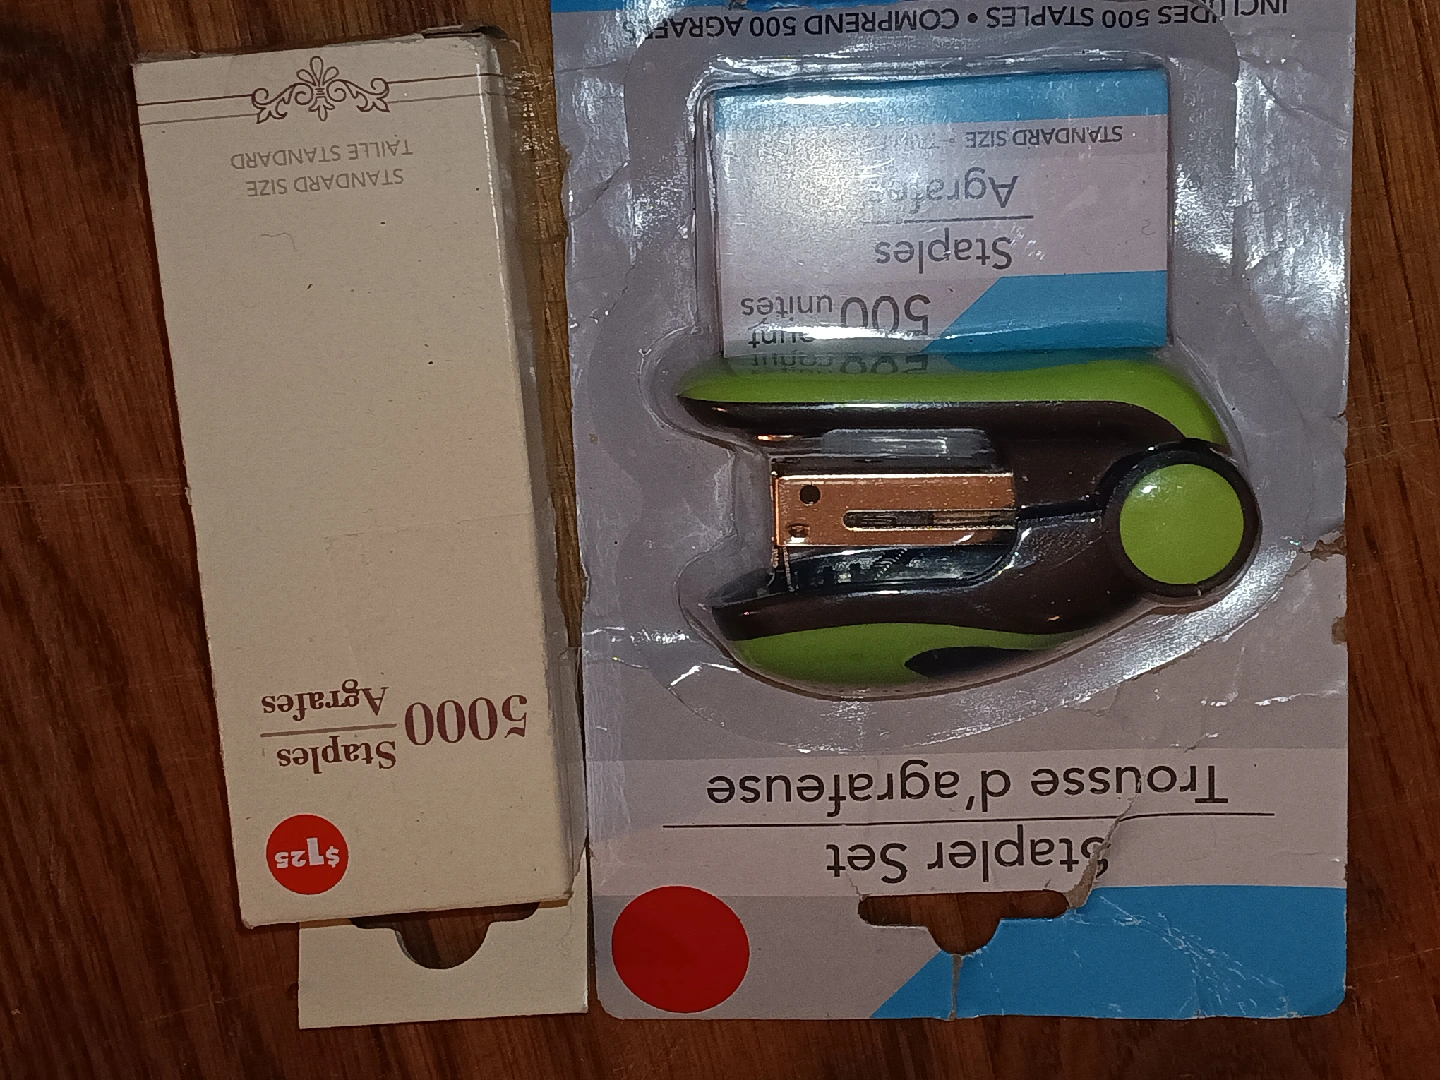 5000
Staples
Agrafes
$1.25
STANDARD SIZE
TAILLE STANDARD
Stapler Set
Trousse d'agrafeuse
500
unités
Staples
Agrafes
STANDARD SIZE
INCLUDES 500 STAPLES • COMPREND 500 AGRAFES